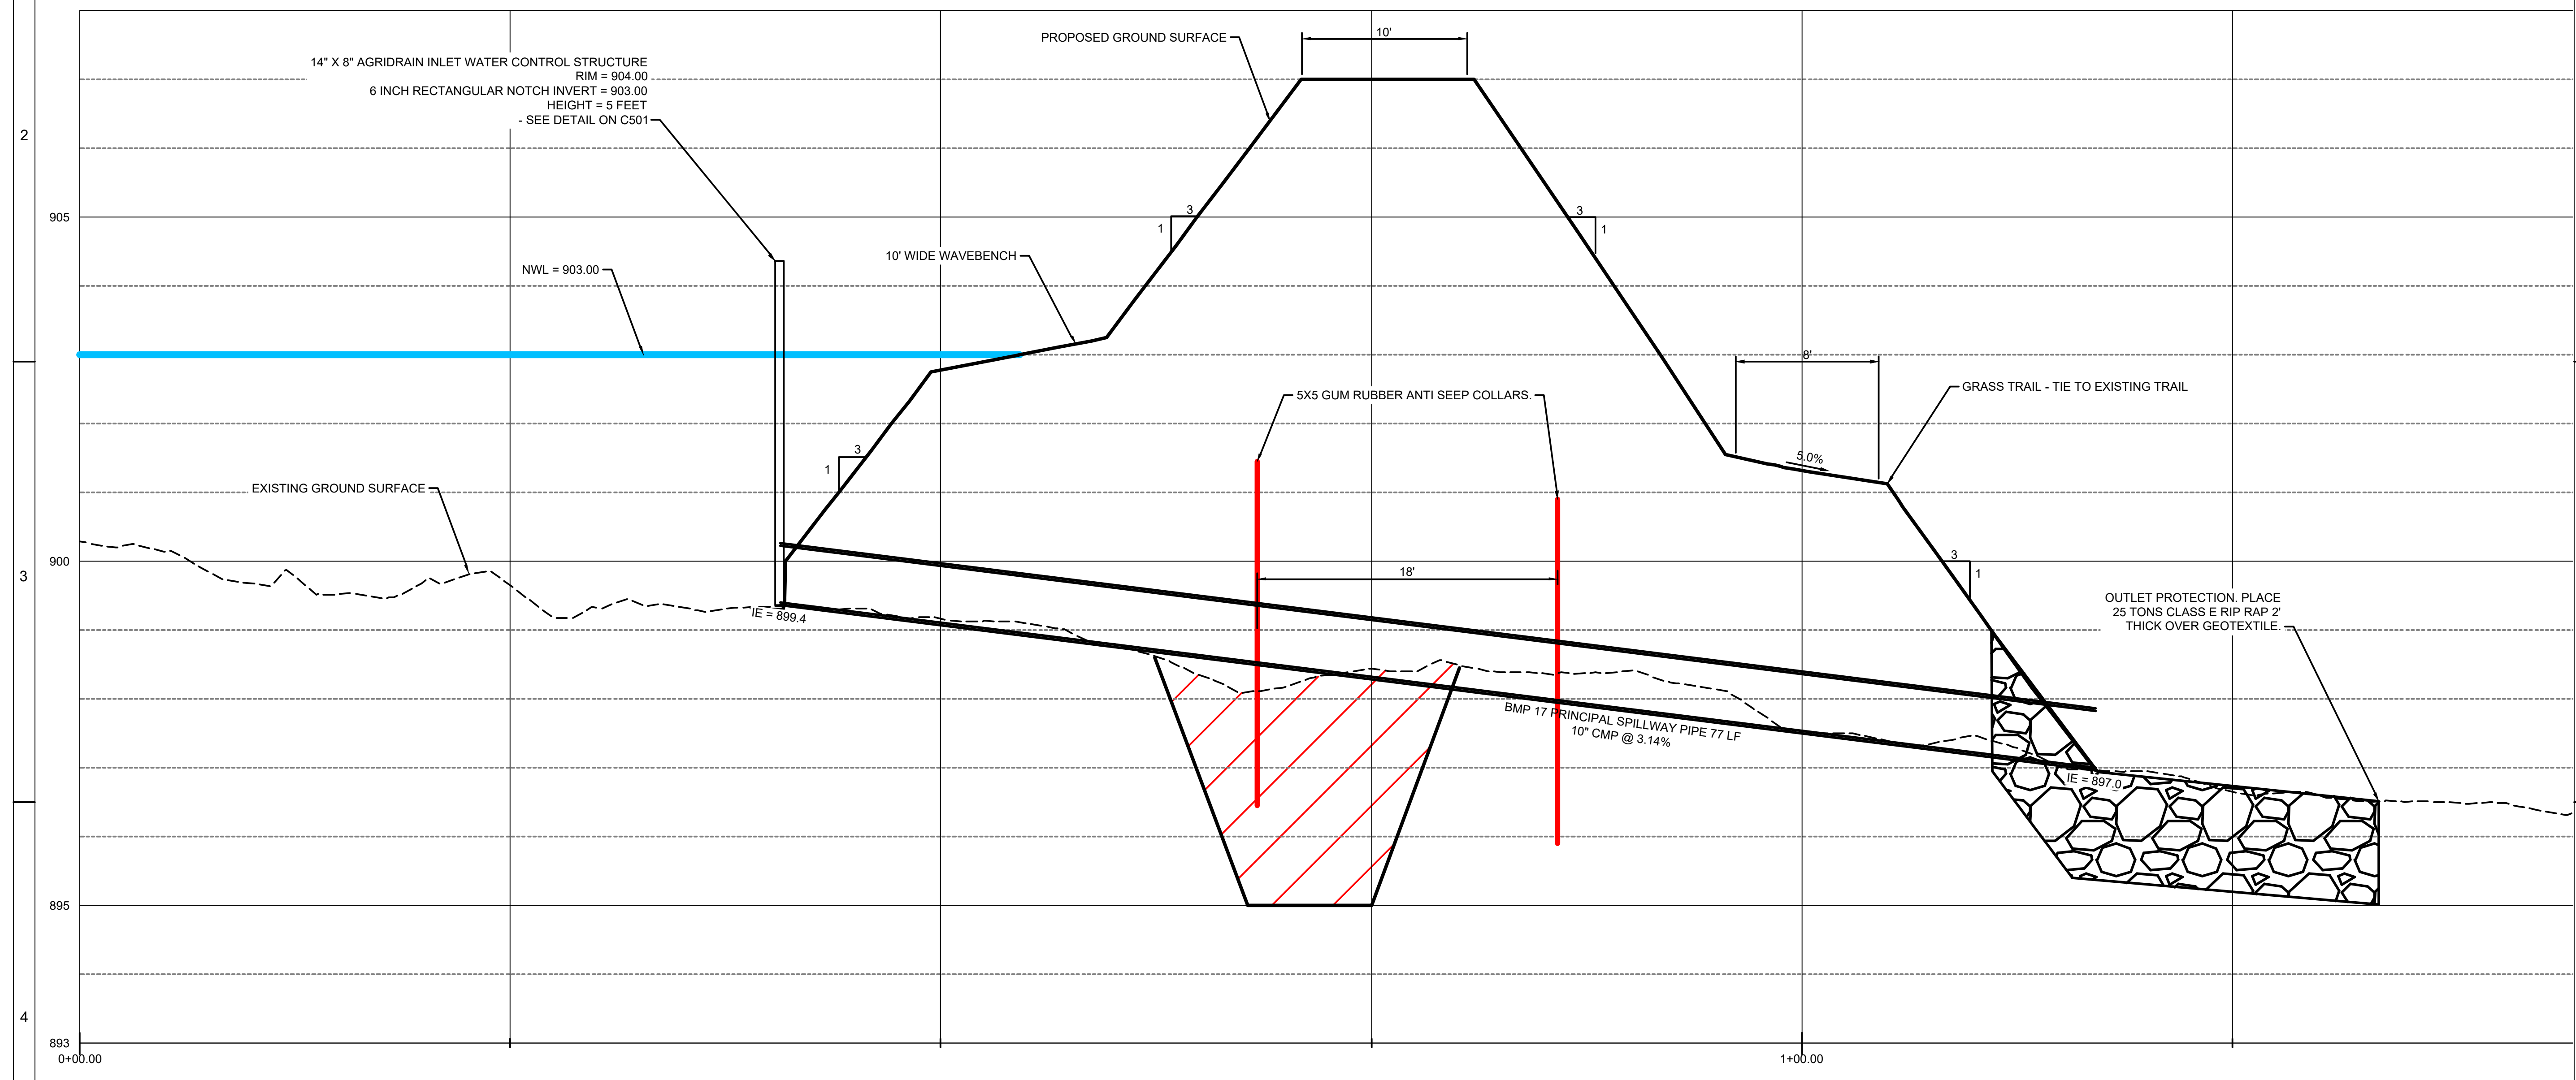 PROPOSED GROUND SURFACE
10'
14" X 8" AGRIDRAIN INLET WATER CONTROL STRUCTURE
RIM = 904.00
6 INCH RECTANGULAR NOTCH INVERT = 903.00
HEIGHT = 5 FEET
- SEE DETAIL ON C501
2
905
3
1
3
1
10' WIDE WAVEBENCH
NWL = 903.00
8'
GRASS TRAIL - TIE TO EXISTING TRAIL
5X5 GUM RUBBER ANTI SEEP COLLARS.
3
1
5.0%
EXISTING GROUND SURFACE
900
3
18'
3
1
OUTLET PROTECTION. PLACE
25 TONS CLASS E RIP RAP 2'
THICK OVER GEOTEXTILE.
IE = 899.4
BMP 17 PRINCIPAL SPILLWAY PIPE 77 LF
10" CMP @ 3.14%
IE = 897.0
895
4
893
0+00.00
1+00.00